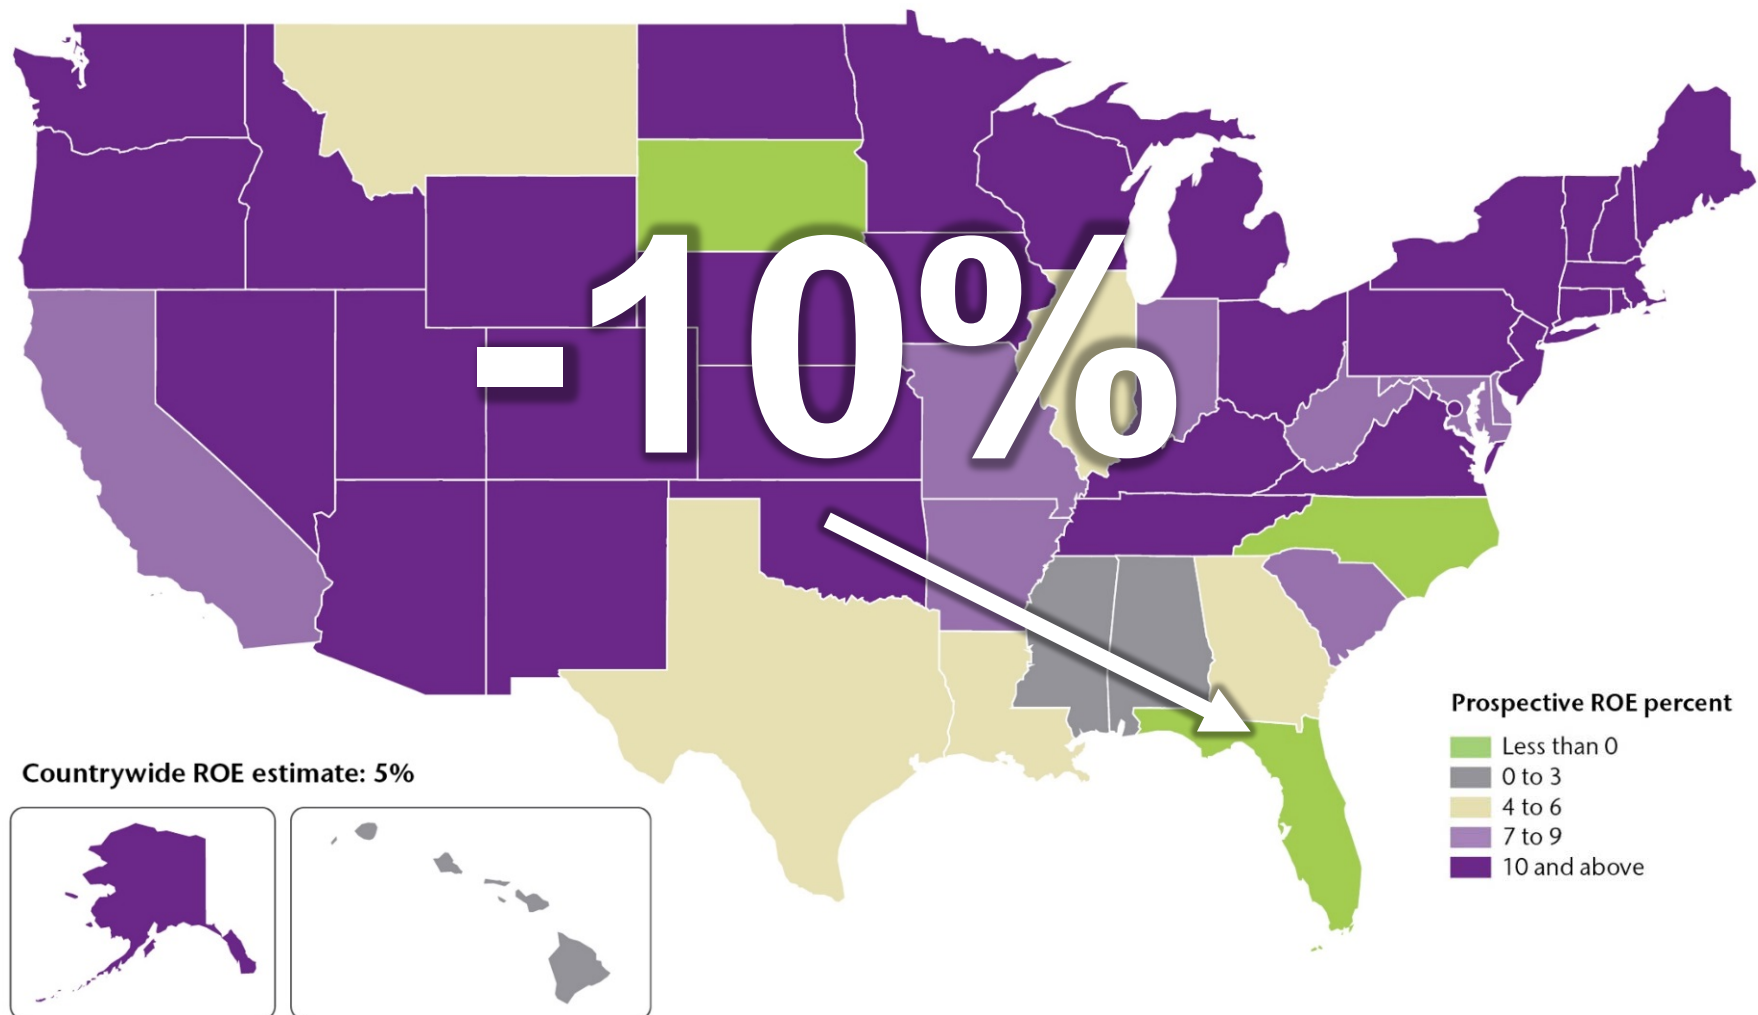 -10%
Prospective ROE percent
Less than 0
0 to 3
4 to 6
7 to 9
10 and above
Countrywide ROE estimate: 5%